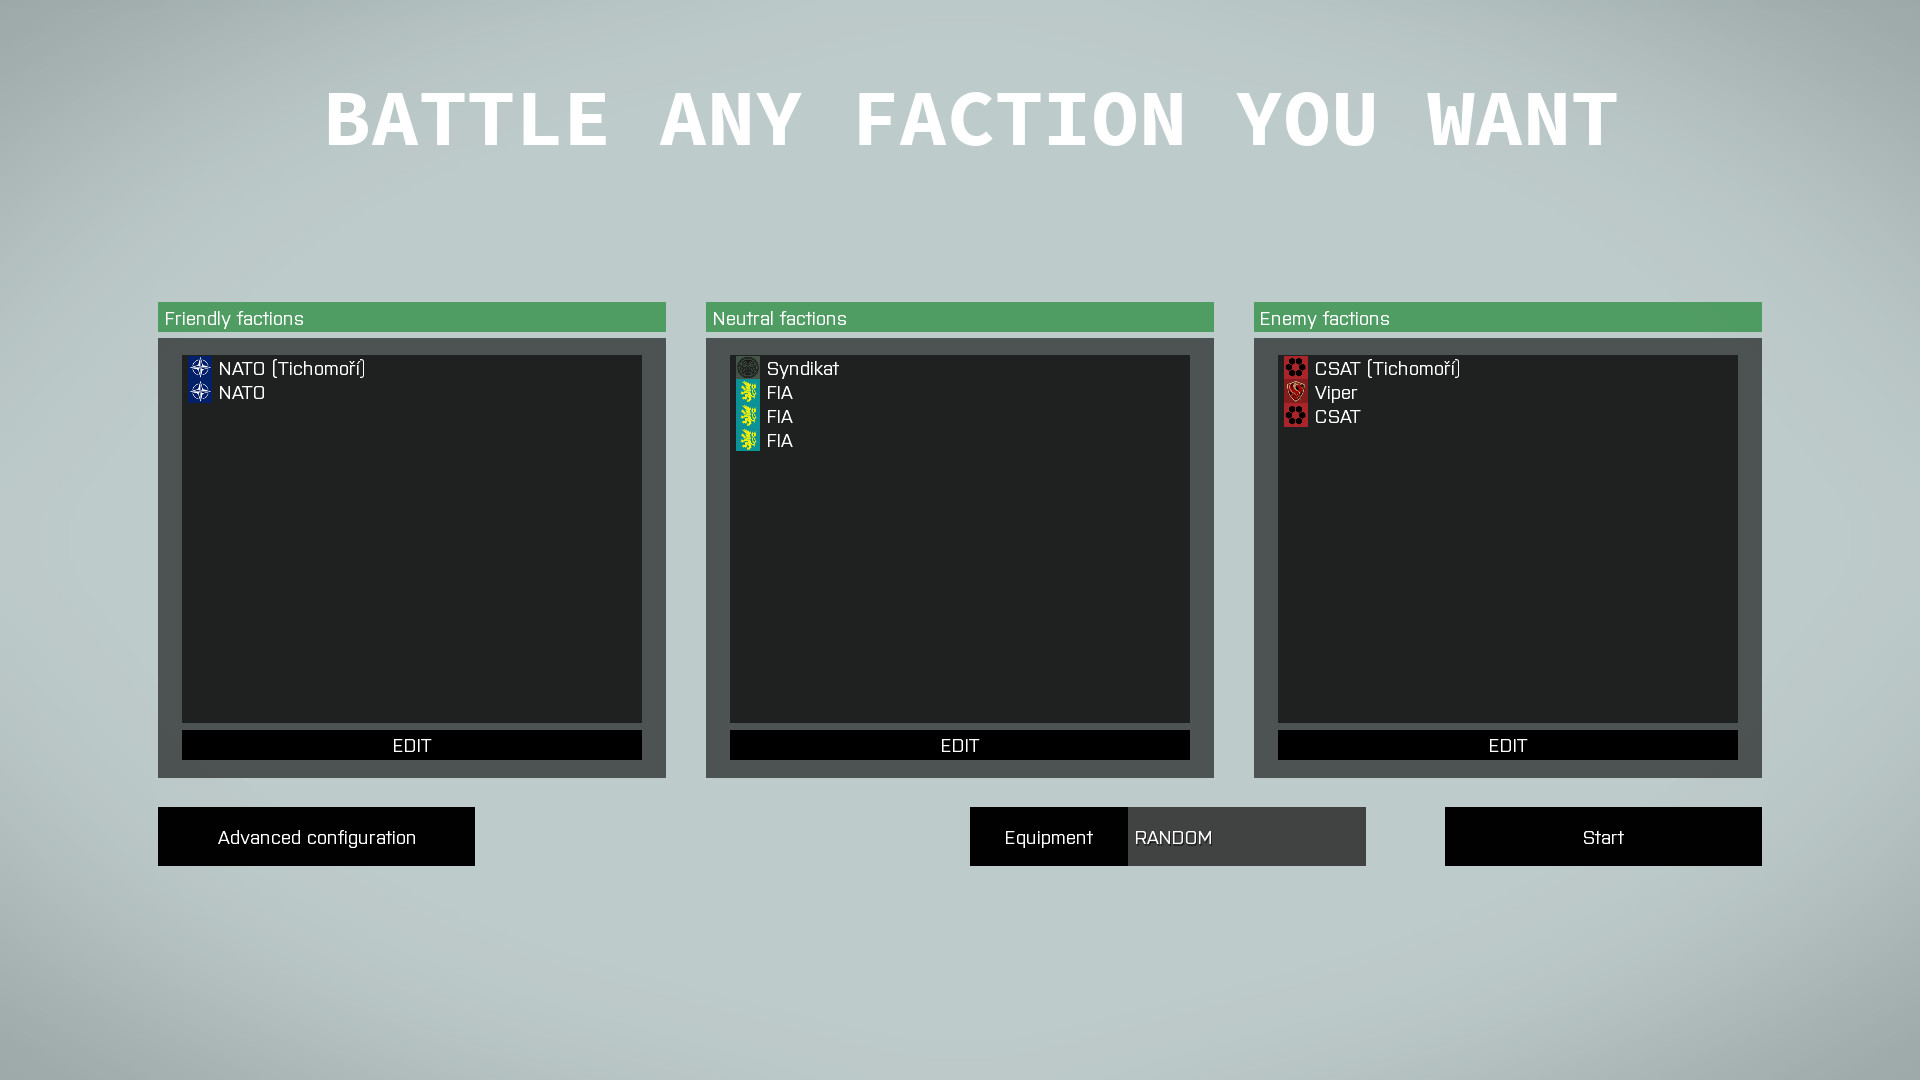 BATTLE ANY FACTION YOU WANT
Friendly factions
NATO (Tichomoří)
NATO
EDIT
Neutral factions
Syndikat
FIA
FIA
FIA
EDIT
Enemy factions
CSAT (Tichomoří)
Viper
CSAT
EDIT
Advanced configuration
Equipment
RANDOM
Start